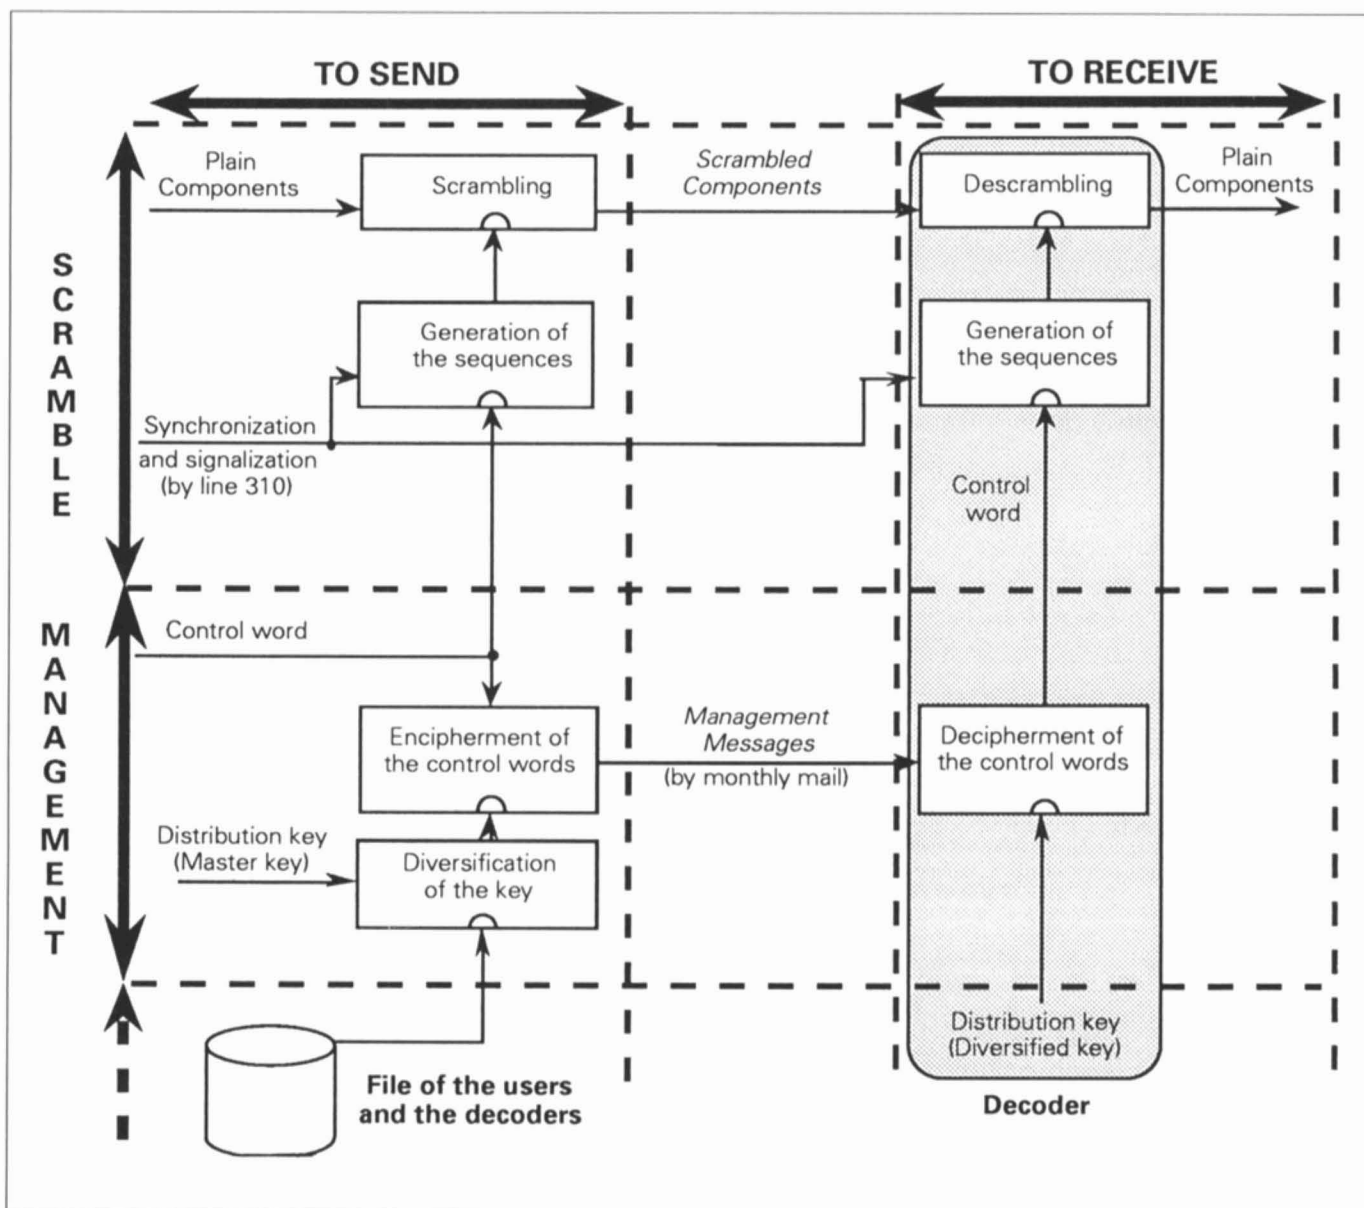 TO SEND
TO RECEIVE
Plain
Components
Scrambling
Scrambled
Components
Descrambling
Plain
Components
SCRAMBLE
Generation of
the sequences
Generation of
the sequences
Synchronization
and signalization
(by line 310)
Control
word
MANAGEMENT
Control word
Encipherment of
the control words
Management
Messages
(by monthly mail)
Decipherment of
the control words
Distribution key
(Master key)
Diversification
of the key
Distribution key
(Diversified key)
File of the users
and the decoders
Decoder